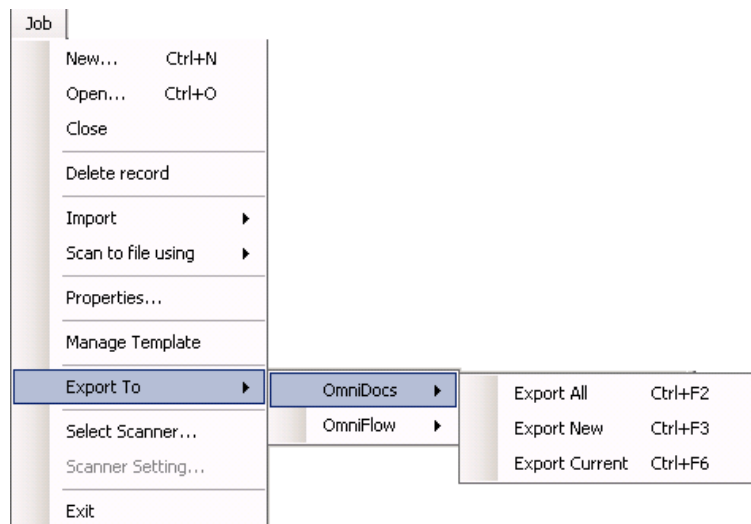 Job
New... Ctrl+N
Open... Ctrl+O
Close
Delete record
Import
Scan to file using
Properties...
Manage Template
Export To
Select Scanner...
Scanner Setting...
Exit
OmniDocs
OmniFlow
Export All Ctrl+F2
Export New Ctrl+F3
Export Current Ctrl+F6